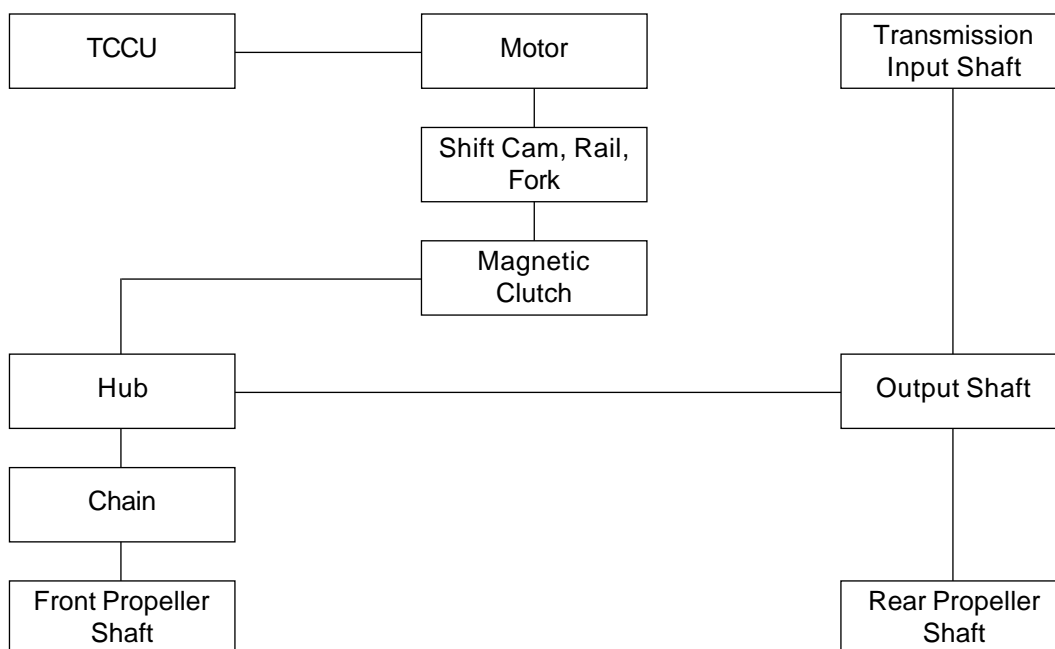 TCCU
Motor
Transmission
Input Shaft
Shift Cam, Rail,
Fork
Magnetic
Clutch
Hub
Output Shaft
Chain
Front Propeller
Shaft
Rear Propeller
Shaft